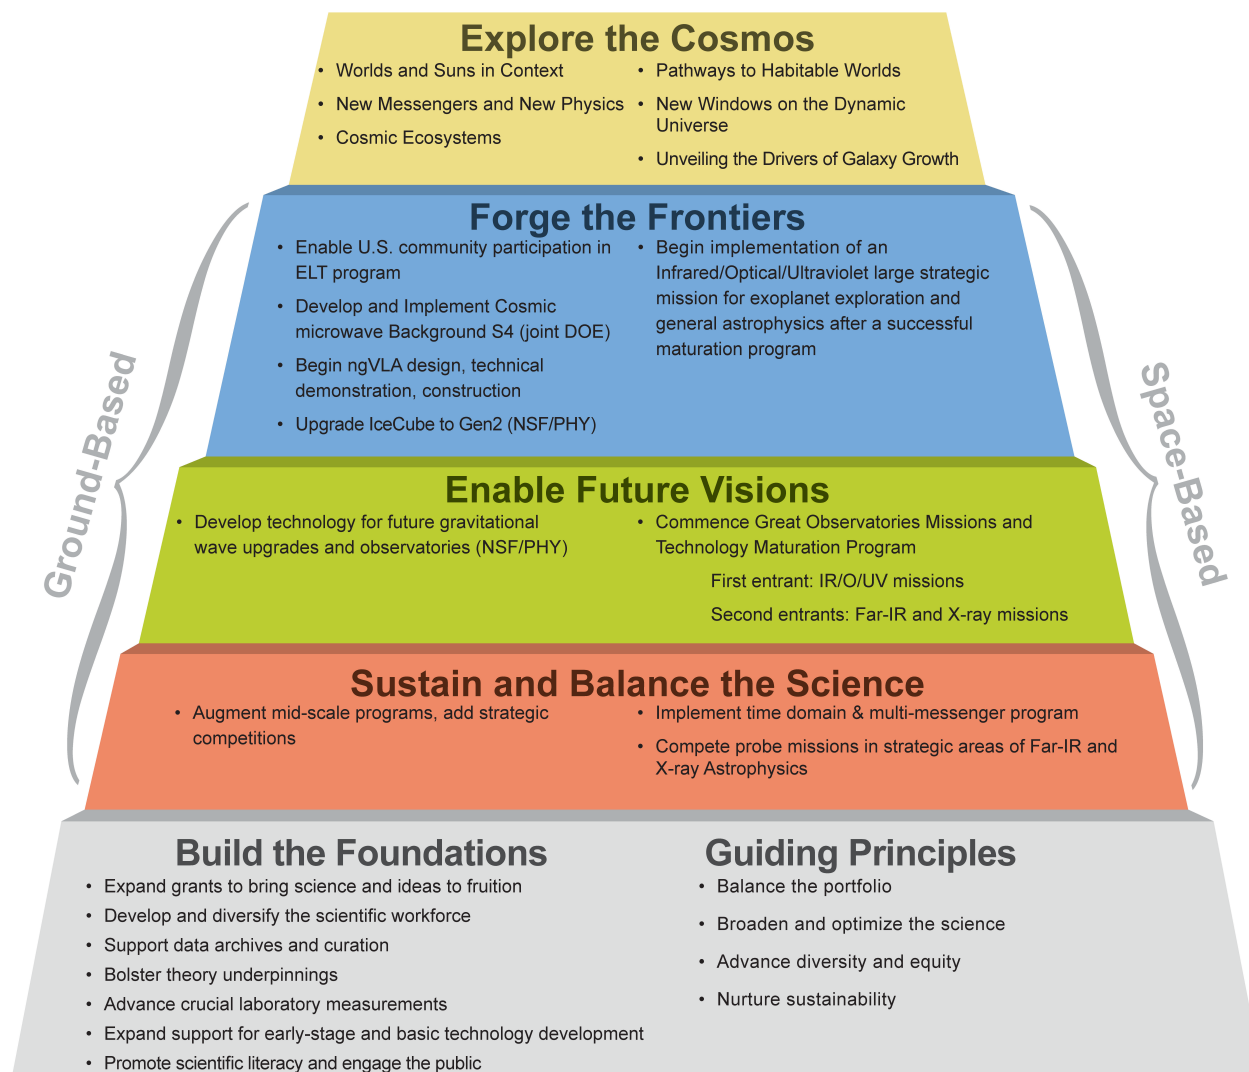 Explore the Cosmos
• Worlds and Suns in Context
• New Messengers and New Physics
• Cosmic Ecosystems
• Pathways to Habitable Worlds
• New Windows on the Dynamic
Universe
• Unveiling the Drivers of Galaxy Growth
Ground-Based
Space-Based
Forge the Frontiers
• Enable U.S. community participation in
ELT program
• Develop and Implement Cosmic
microwave Background S4 (joint DOE)
• Begin ngVLA design, technical
demonstration, construction
• Upgrade IceCube to Gen2 (NSF/PHY)
• Begin implementation of an
Infrared/Optical/Ultraviolet large strategic
mission for exoplanet exploration and
general astrophysics after a successful
maturation program
Enable Future Visions
• Develop technology for future gravitational
wave upgrades and observatories (NSF/PHY)
• Commence Great Observatories Missions and
Technology Maturation Program
First entrant: IR/O/UV missions
Second entrants: Far-IR and X-ray missions
Sustain and Balance the Science
• Augment mid-scale programs, add strategic
competitions
• Implement time domain & multi-messenger program
• Compete probe missions in strategic areas of Far-IR and
X-ray Astrophysics
Build the Foundations
• Expand grants to bring science and ideas to fruition
• Develop and diversify the scientific workforce
• Support data archives and curation
• Bolster theory underpinnings
• Advance crucial laboratory measurements
• Expand support for early-stage and basic technology development
• Promote scientific literacy and engage the public
Guiding Principles
• Balance the portfolio
• Broaden and optimize the science
• Advance diversity and equity
• Nurture sustainability